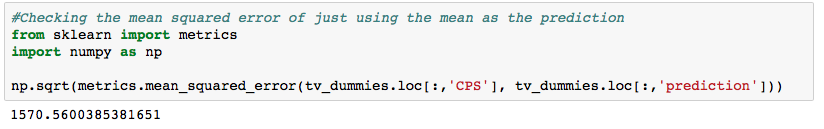 #Checking the mean squared error of just using the mean as the prediction
from sklearn import metrics
import numpy as np
np.sqrt(metrics.mean_squared_error(tv_dummies.loc[:,'CPS'], tv_dummies.loc[:,'prediction']))
1570.5600385381651